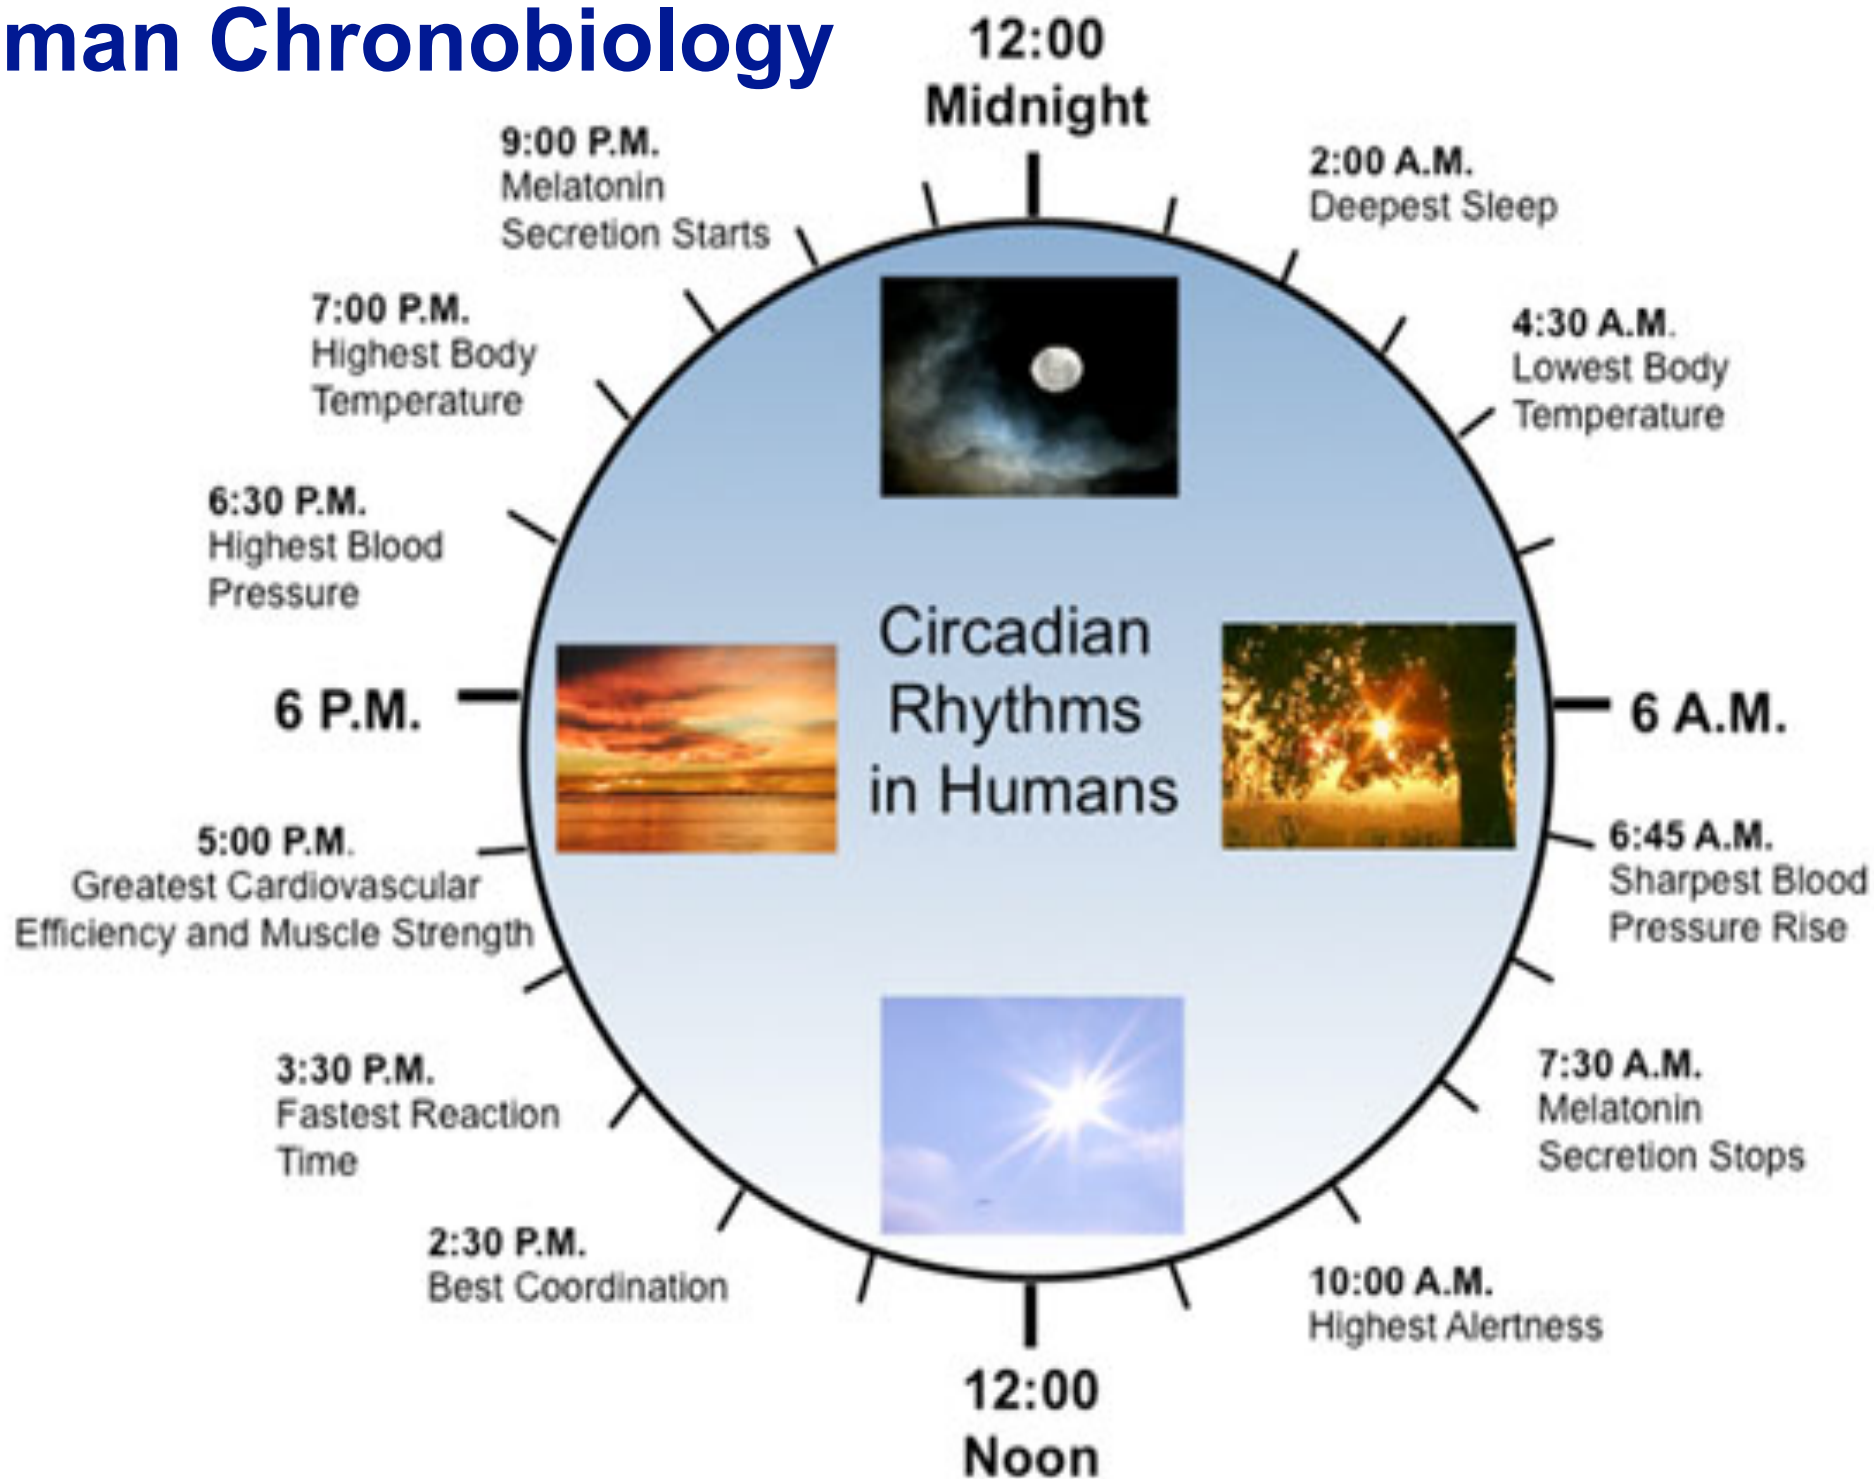 man Chronobiology
12:00
Midnight
2:00 A.M.
Deepest Sleep
4:30 A.M.
Lowest Body
Temperature
6 A.M.
6:45 A.M.
Sharpest Blood
Pressure Rise
7:30 A.M.
Melatonin
Secretion Stops
10:00 A.M.
Highest Alertness
12:00
Noon
2:30 P.M.
Best Coordination
3:30 P.M.
Fastest Reaction
Time
5:00 P.M.
Greatest Cardiovascular
Efficiency and Muscle Strength
6 P.M.
6:30 P.M.
Highest Blood
Pressure
7:00 P.M.
Highest Body
Temperature
9:00 P.M.
Melatonin
Secretion Starts
Circadian
Rhythms
in Humans